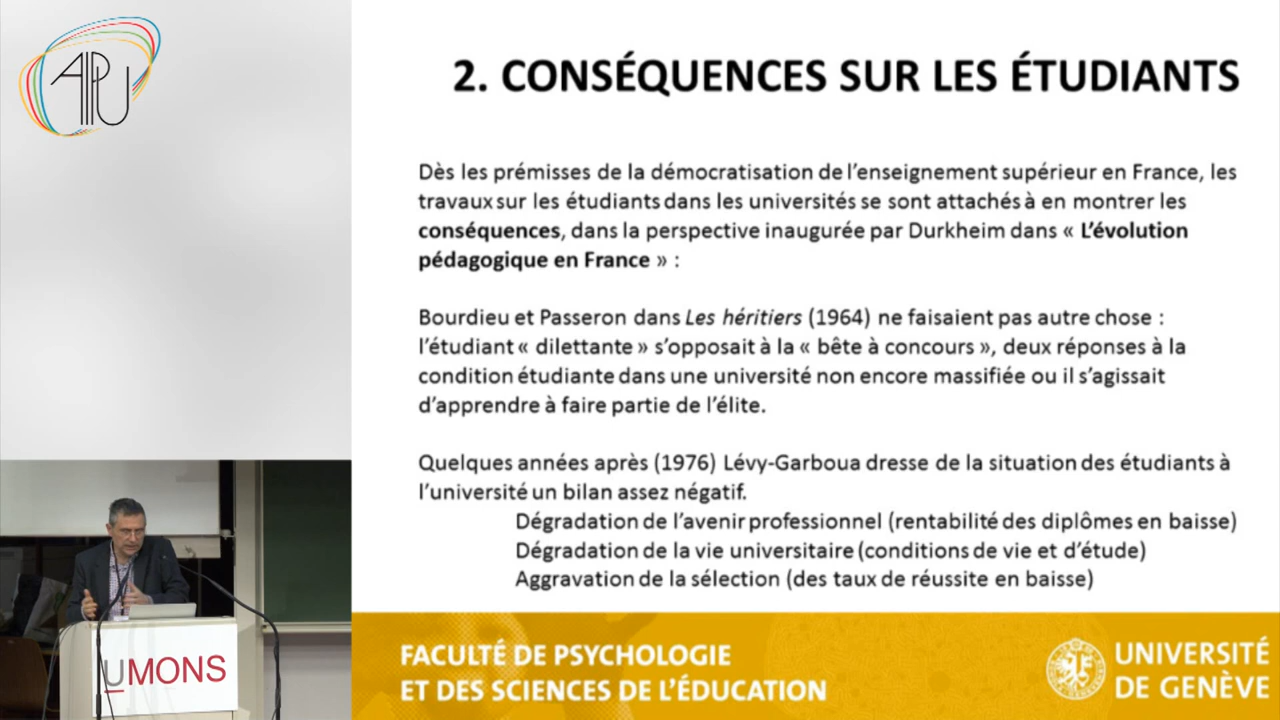 AIPU
2. CONSÉQUENCES SUR LES ÉTUDIANTS
Dès les prémisses de la démocratisation de l'enseignement supérieur en France, les
travaux sur les étudiants dans les universités se sont attachés à en montrer les
conséquences, dans la perspective inaugurée par Durkheim dans « L'évolution
pédagogique en France » :
Bourdieu et Passeron dans Les héritiers (1964) ne faisaient pas autre chose :
l'étudiant « dilettante » s'opposait à la « bête à concours », deux réponses à la
condition étudiante dans une université non encore massifiée ou il s'agissait
d'apprendre à faire partie de l'élite.
Quelques années après (1976) Lévy-Garboua dresse de la situation des étudiants à
l'université un bilan assez négatif.
Dégradation de l'avenir professionnel (rentabilité des diplômes en baisse)
Dégradation de la vie universitaire (conditions de vie et d'étude)
Aggravation de la sélection (des taux de réussite en baisse)
UMONS
FACULTÉ DE PSYCHOLOGIE
ET DES SCIENCES DE L'ÉDUCATION
UNIVERSITÉ
DE GENÈVE